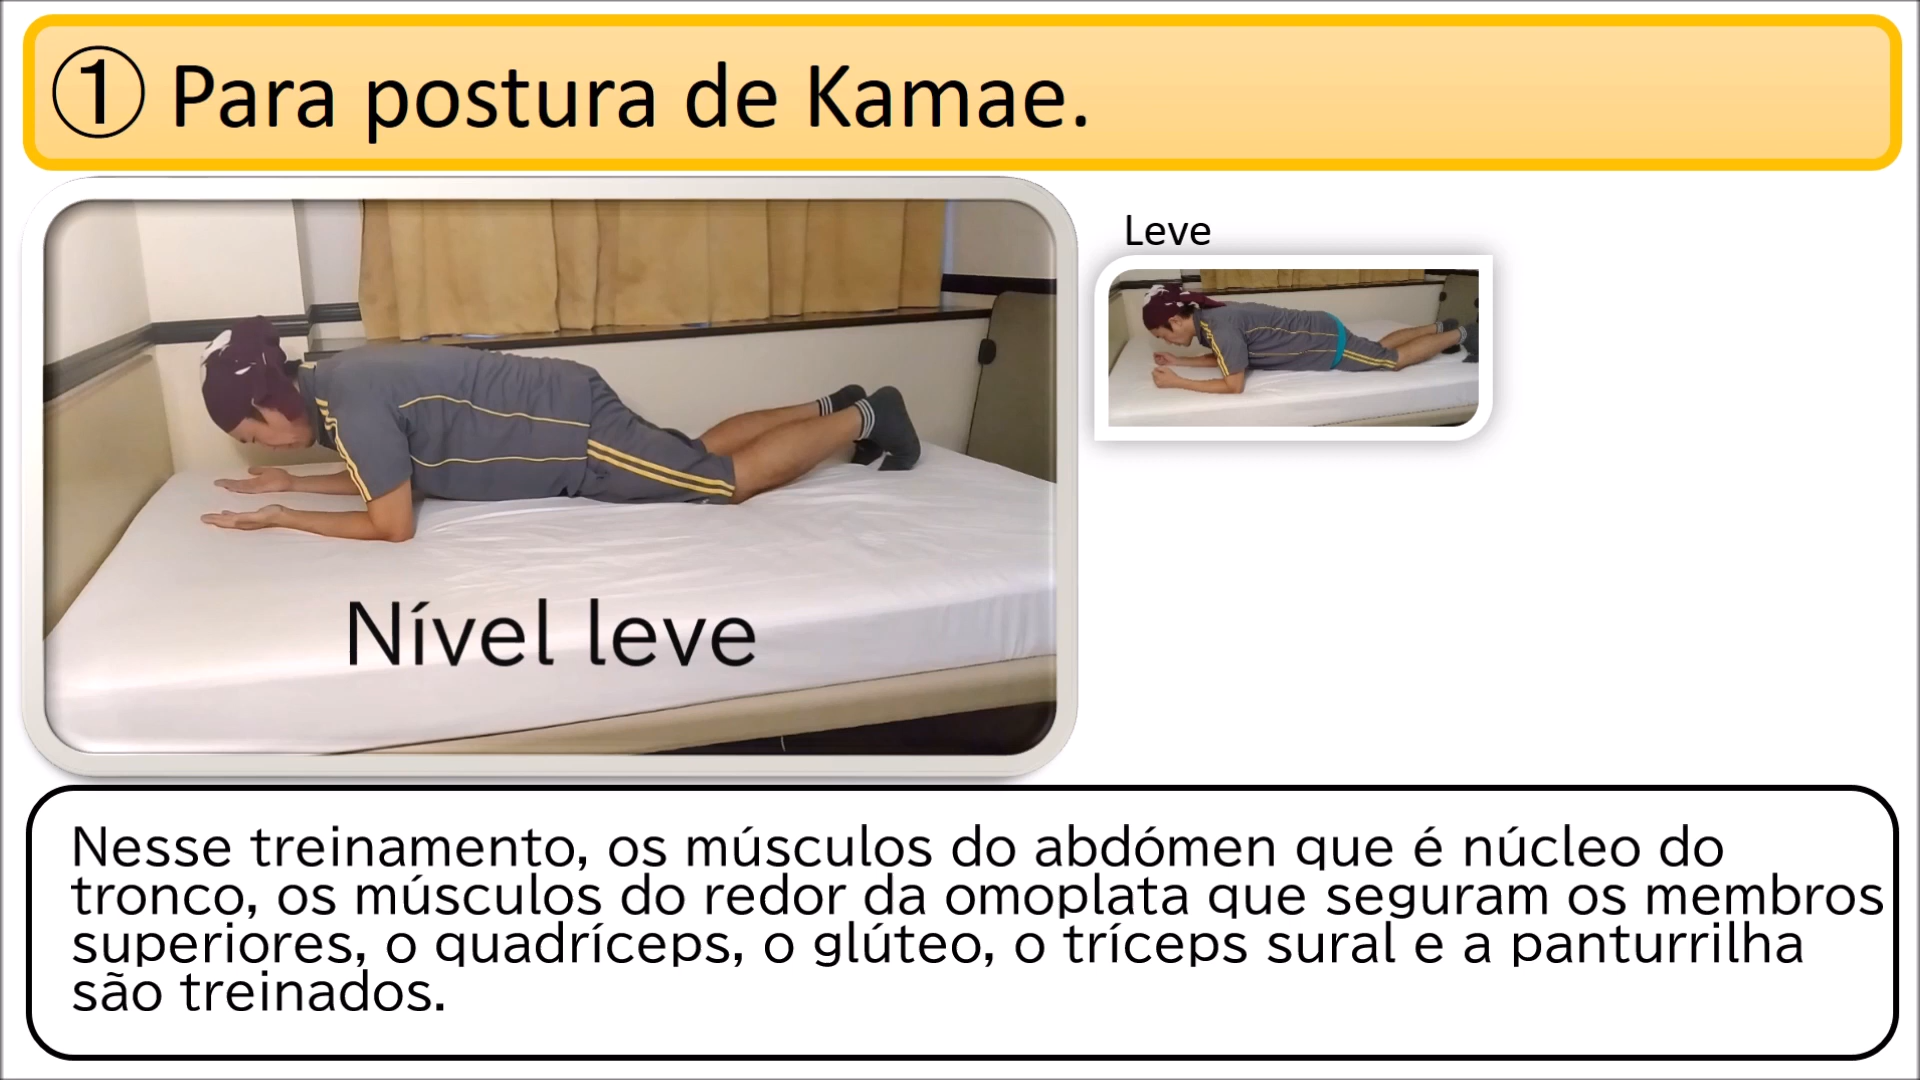 ① Para postura de Kamae.
Leve
Nível leve
Nesse treinamento, os músculos do abdómen que é núcleo do
tronco, os músculos do redor da omoplata que seguram os membros
superiores, o quadríceps, o glúteo, o tríceps sural e a panturrilha
são treinados.